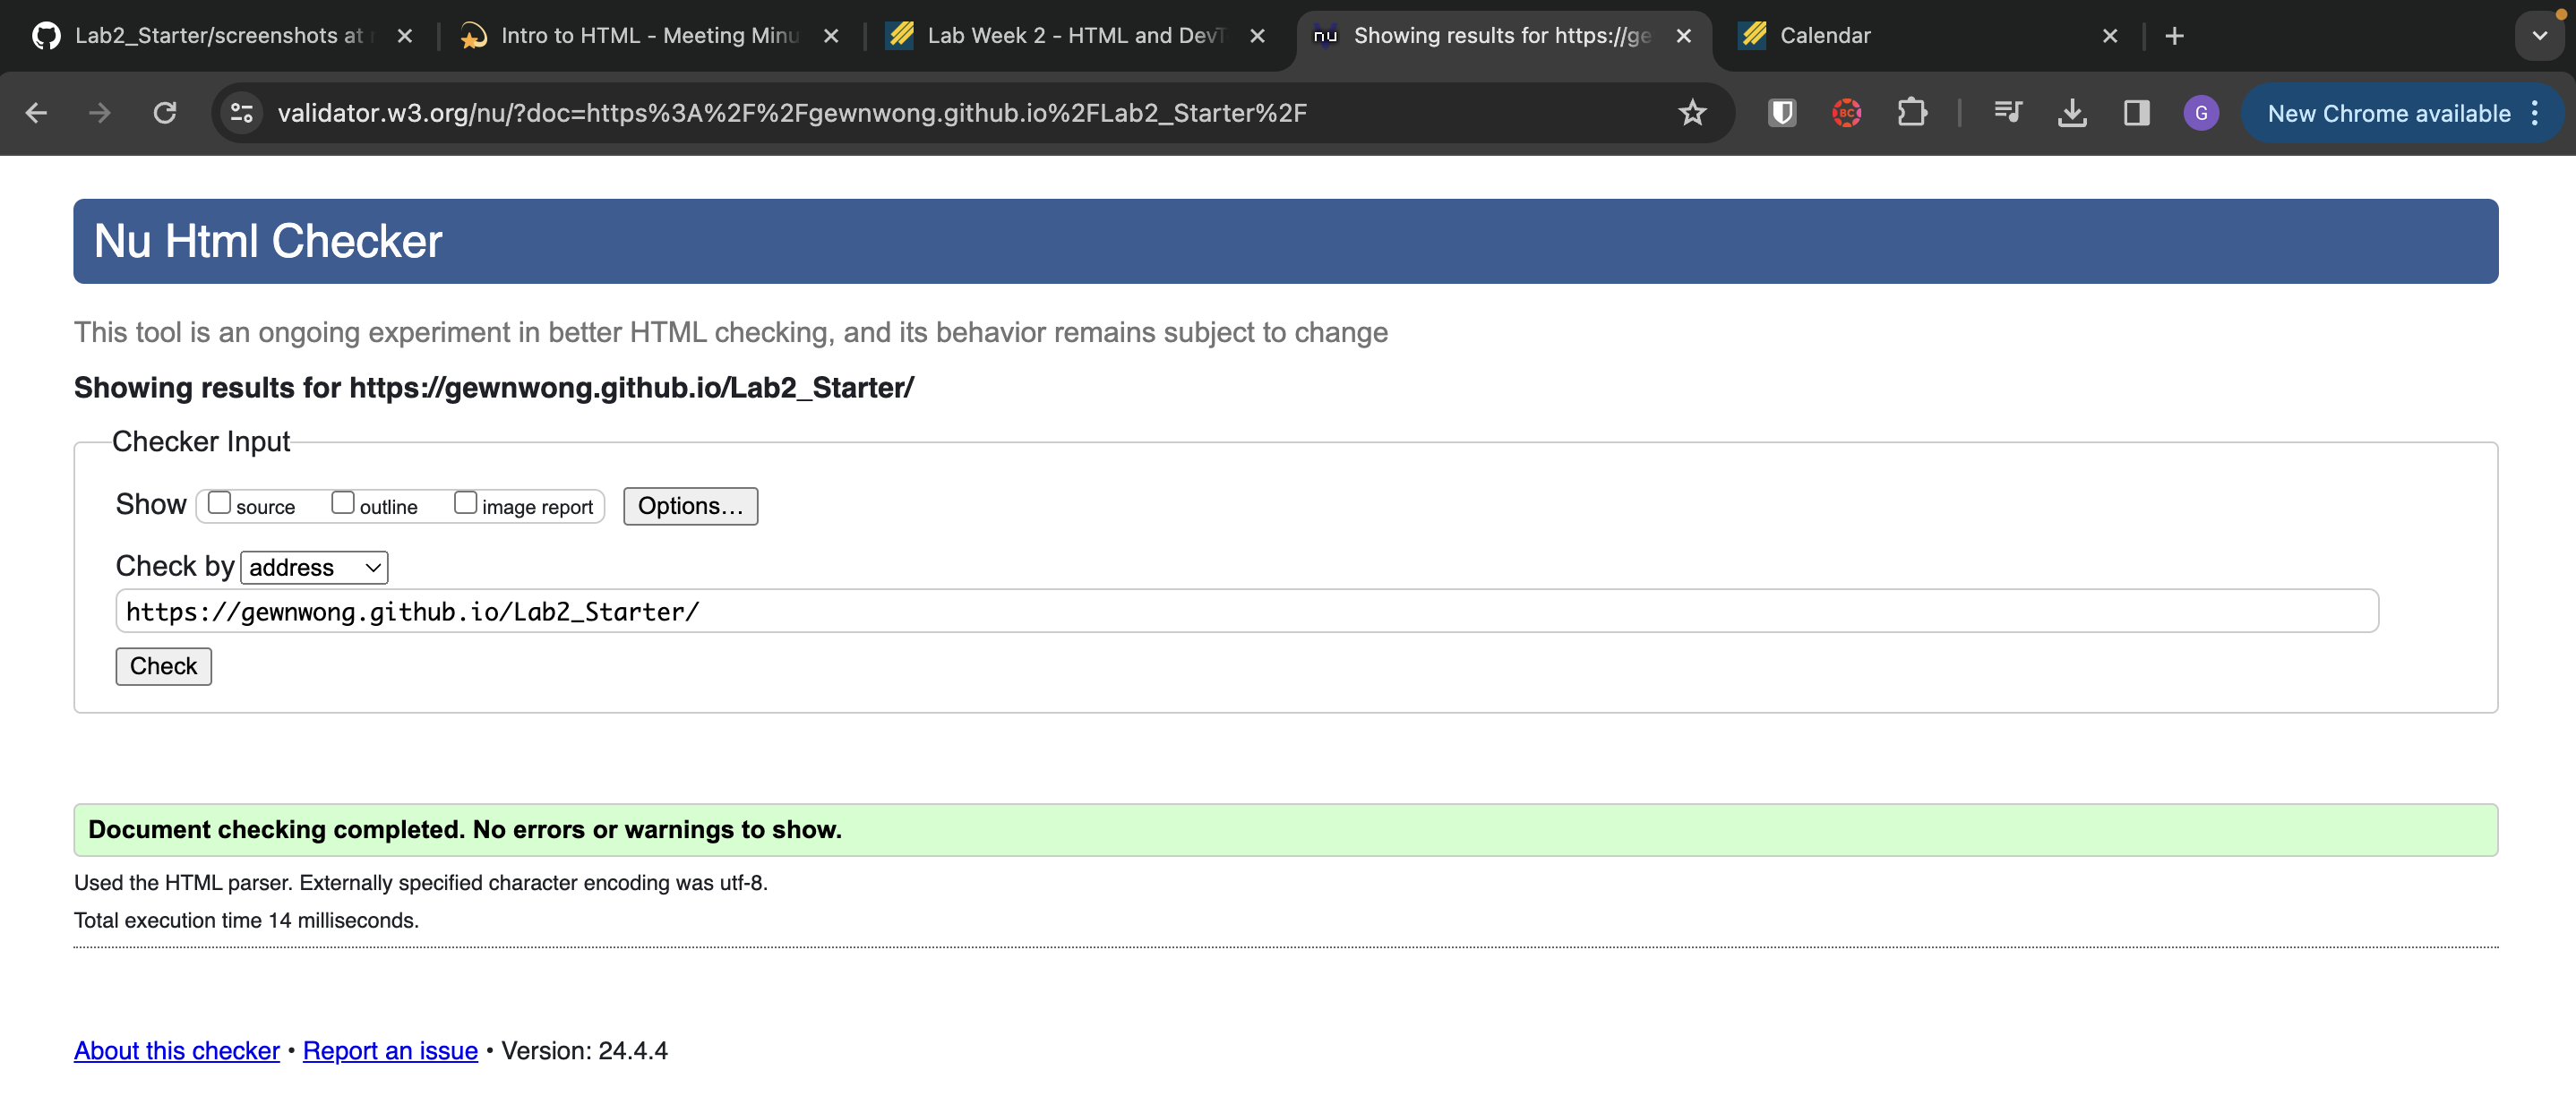 Lab2_Starter/screenshots at
Intro to HTML - Meeting Minu
Lab Week 2 - HTML and DevT
nu
Showing results for https://ge
Calendar
validator.w3.org/nu/?doc=https%3A%2F%2Fgewnwong.github.io%2FLab2_Starter%2F
BC
G
New Chrome available
Nu Html Checker
This tool is an ongoing experiment in better HTML checking, and its behavior remains subject to change
Showing results for https://gewnwong.github.io/Lab2_Starter/
Checker Input
Show source outline image report Options...
Check by address
https://gewnwong.github.io/Lab2_Starter/
Check
Document checking completed. No errors or warnings to show.
Used the HTML parser. Externally specified character encoding was utf-8.
Total execution time 14 milliseconds.
About this checker • Report an issue • Version: 24.4.4